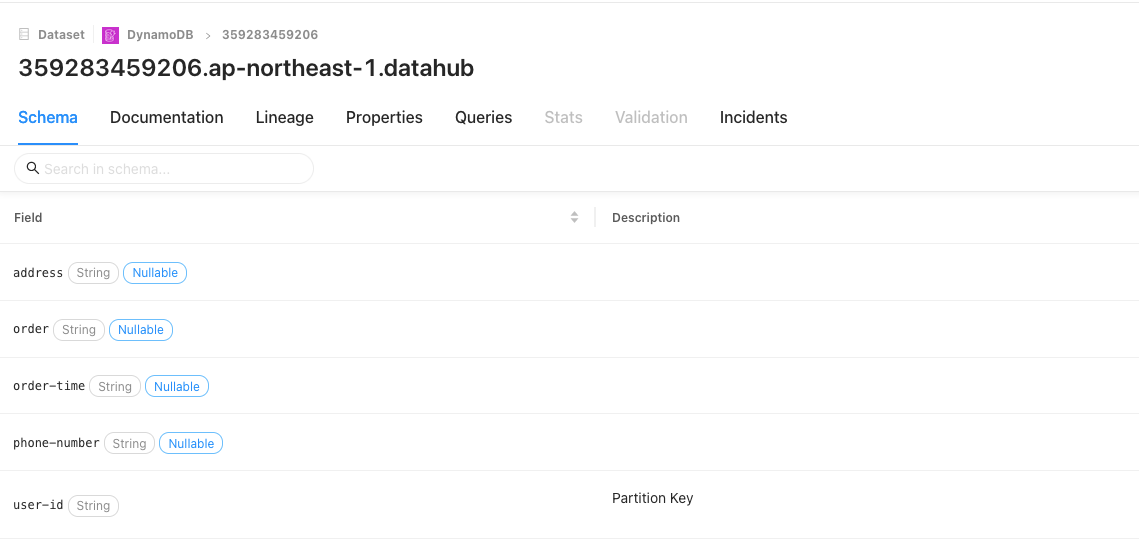 Dataset DynamoDB > 359283459206
359283459206.ap-northeast-1.datahub
Schema Documentation Lineage Properties Queries Stats Validation Incidents
Search in schema...
Field Description
address String Nullable
order String Nullable
order-time String Nullable
phone-number String Nullable
user-id String Partition Key